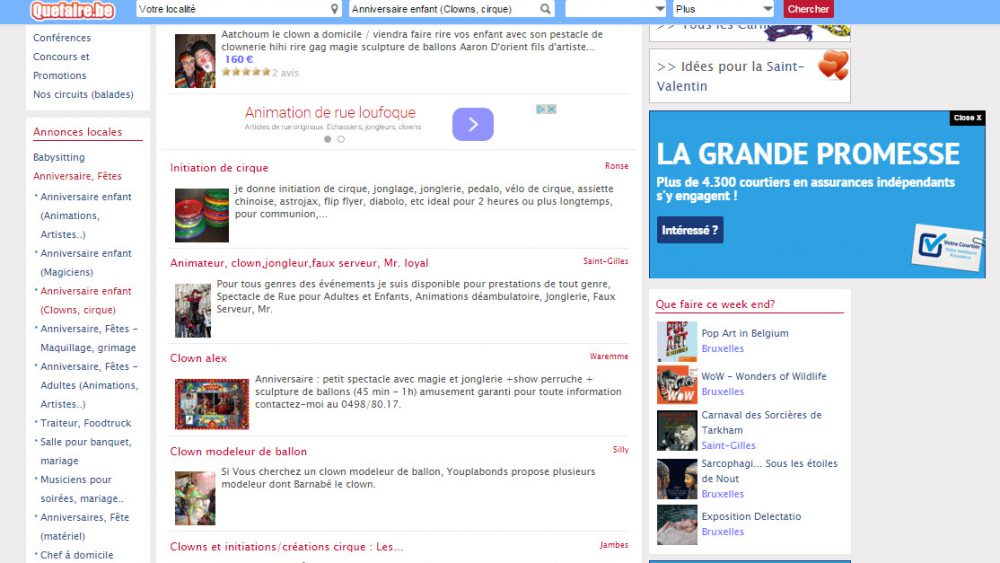 Quefaire.be
Votre localité
Anniversaire enfant (Clowns, cirque)
Plus
Chercher
Conférences
Concours et
Promotions
Nos circuits (balades)
Annonces locales
Babysitting
Anniversaire, Fêtes
Anniversaire enfant
(Animations,
Artistes..)
Anniversaire enfant
(Magiciens)
Anniversaire enfant
(Clowns, cirque)
Anniversaire, Fêtes -
Maquillage, grimage
Anniversaire, Fêtes -
Adultes (Animations,
Artistes..)
Traiteur, Foodtruck
Salle pour banquet,
mariage
Musiciens pour
soirées, mariage..
Anniversaires, Fête
(matériel)
Chef à domicile
Aatchoum le clown a domicile / viendra faire rire vos enfant avec son pestacle de
clownerie hihi rire gag magie sculpture de ballons Aaron D'orient fils d'artiste...
160 €
2 avis
Animation de rue loufoque
Artistes de rue originaux. Echassiers, jongleurs, clowns
Initiation de cirque
Ronse
je donne initiation de cirque, jonglage, jonglerie, pedalo, vélo de cirque, assiette
chinoise, astrojax, flip flyer, diabolo, etc ideal pour 2 heures ou plus longtemps,
pour communion,...
Animateur, clown,jongleur,faux serveur, Mr. loyal
Saint-Gilles
Pour tous genres des événements je suis disponible pour prestations de tout genre,
Spectacle de Rue pour Adultes et Enfants, Animations déambulatoire, Jonglerie, Faux
Serveur, Mr.
Clown alex
Waremme
Anniversaire : petit spectacle avec magie et jonglerie +show perruche +
sculpture de ballons (45 min - 1h) amusement garanti pour toute information
contactez-moi au 0498/80.17.
Clown modeleur de ballon
Silly
Si Vous cherchez un clown modeleur de ballon, Youplabonds propose plusieurs
modeleur dont Barnabé le clown.
Clowns et initiations/créations cirque : Les...
Jambes
>> Tous les Car
>> Idées pour la Saint-
Valentin
Close X
LA GRANDE PROMESSE
Plus de 4.300 courtiers en assurances indépendants
s'y engagent !
Intéressé ?
Votre Courtier
Votre meilleure
Assurance
Que faire ce week end?
POP
ART
Pop Art in Belgium
Bruxelles
WOW
WoW - Wonders of Wildlife
Bruxelles
Carnaval des Sorcières de
Tarkham
Saint-Gilles
Sarcophagi... Sous les étoiles
de Nout
Bruxelles
Exposition Delectatio
Bruxelles